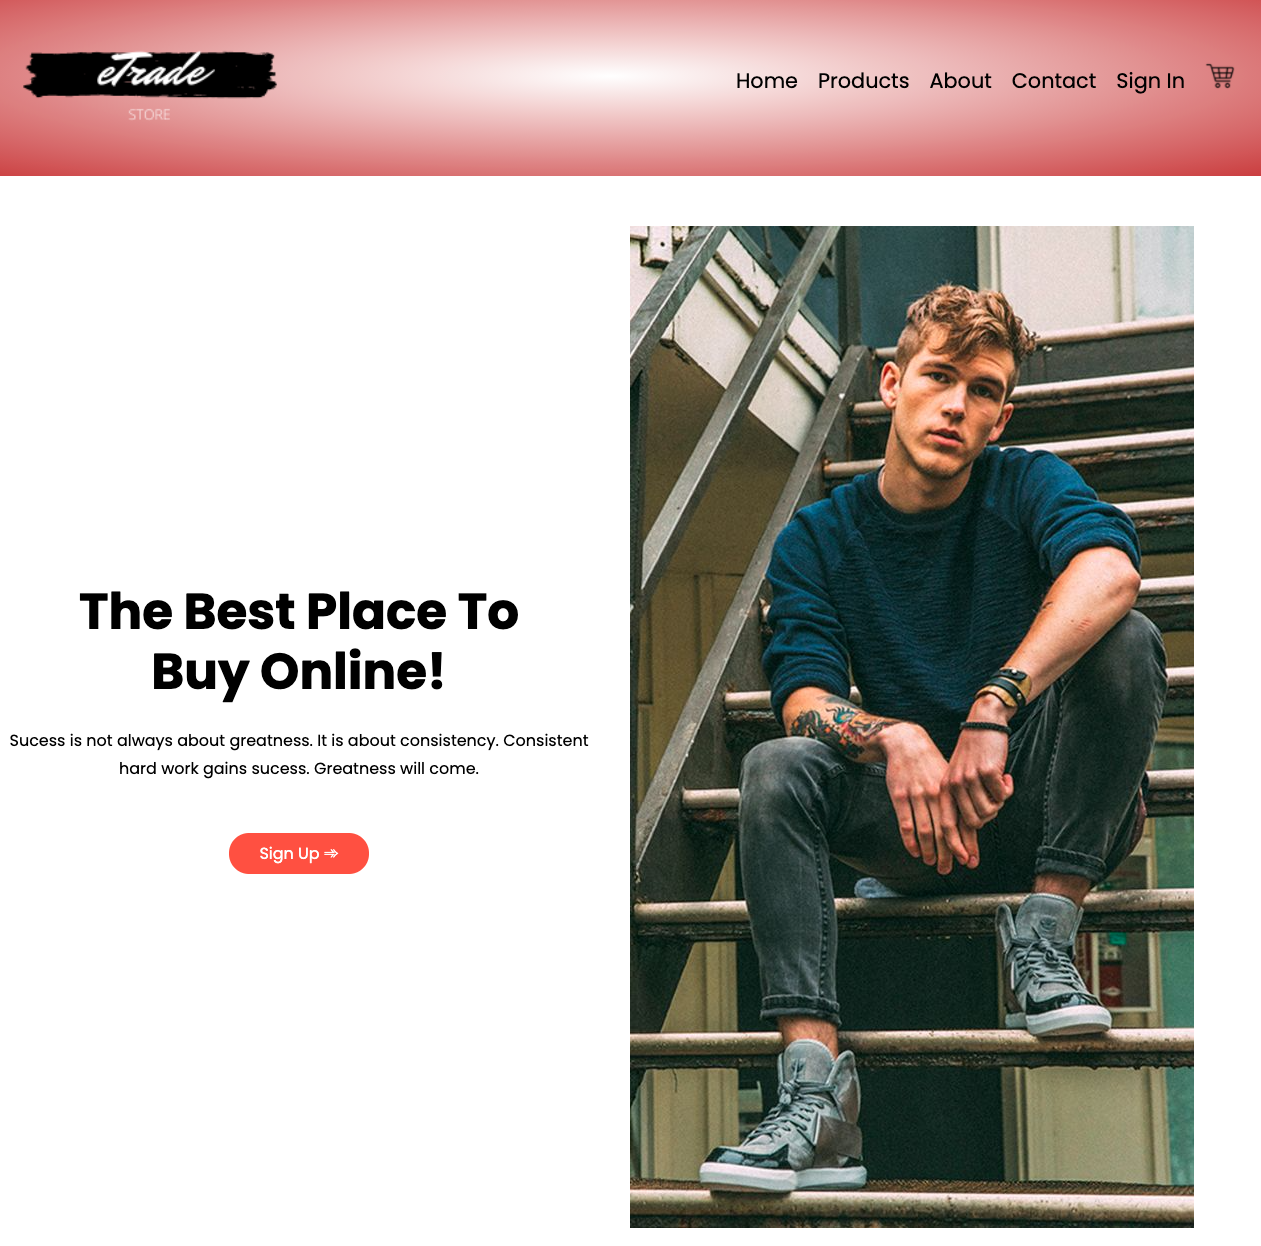 eTrade
STORE
Home Products About Contact Sign In
The Best Place To
Buy Online!
Sucess is not always about greatness. It is about consistency. Consistent
hard work gains sucess. Greatness will come.
Sign Up ⇒